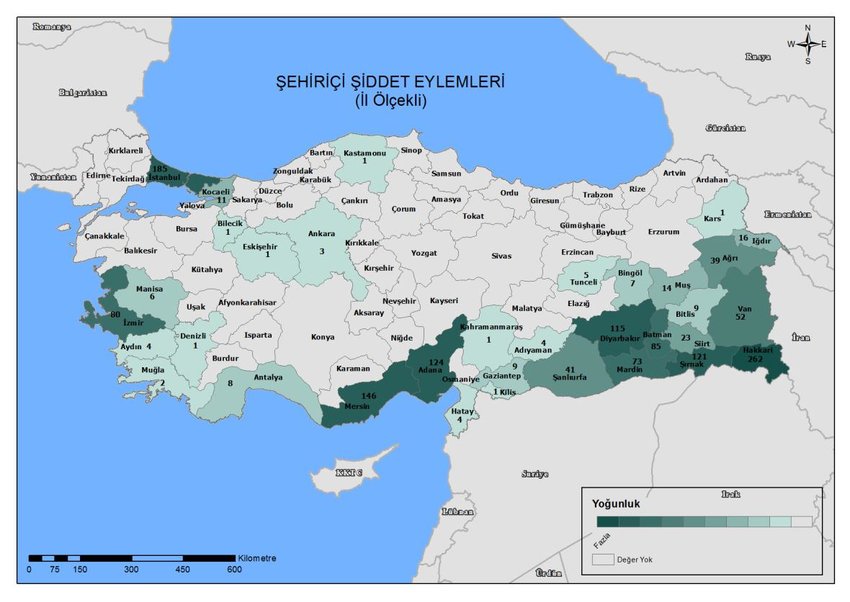 ŞEHİRİÇİ ŞİDDET EYLEMLERİ
(İl Ölçekli)
N
W E
S
Romanya
Rusya
Bulgaristan
Gürcistan
Yunanistan
Ermenistan
İran
Irak
Suriye
Lübnan
Ürdün
KKTC
Kırklareli
Edirne
Tekirdağ
185
İstanbul
Kocaeli
11
Yalova
Sakarya
Düzce
Bolu
Zonguldak
Bartın
Karabük
Kastamonu
1
Sinop
Samsun
Çankırı
Çorum
Amasya
Tokat
Ordu
Giresun
Trabzon
Rize
Artvin
Ardahan
Kars
1
16
Iğdır
39
Ağrı
Gümüşhane
Bayburt
Erzurum
Erzincan
Çanakkale
Balıkesir
Bursa
Bilecik
1
Eskişehir
1
Ankara
3
Kırıkkale
Kırşehir
Yozgat
Sivas
5
Tunceli
Bingöl
7
14
Muş
9
Bitlis
Van
52
Kütahya
Manisa
6
Uşak
Afyonkarahisar
Nevşehir
Kayseri
Aksaray
Malatya
Elazığ
80
İzmir
Aydın 4
Denizli
1
Isparta
Burdur
Konya
Niğde
Kahramanmaraş
1
4
Adıyaman
115
Diyarbakır
Batman
85
23
Siirt
121
Şırnak
Hakkari
262
Muğla
2
8
Antalya
Karaman
146
Mersin
124
Adana
Osmaniye
9
Gaziantep
1 Kilis
Hatay
4
41
Şanlıurfa
73
Mardin
Yoğunluk
Fazla
Değer Yok
Kilometre
0 75 150 300 450 600